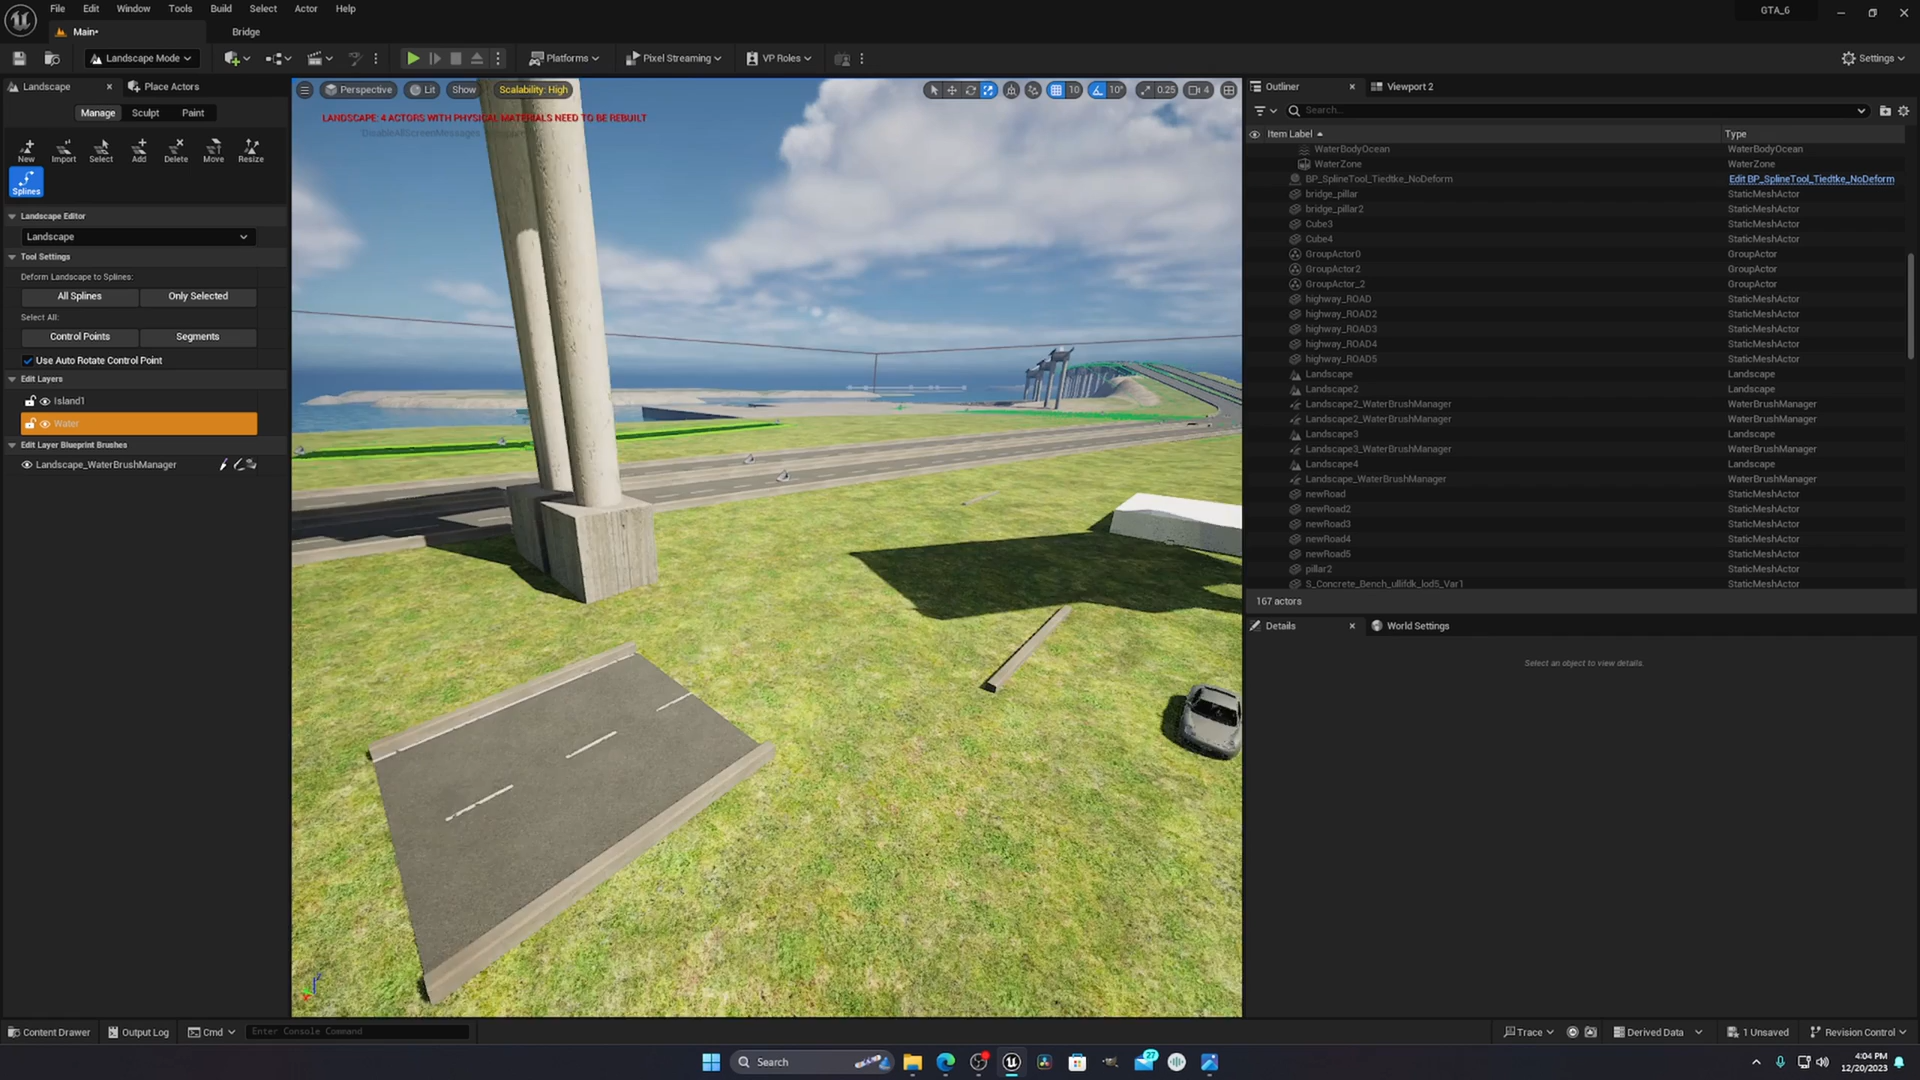 File Edit Window Tools Build Select Actor Help
GTA_6
Main•
Bridge
Landscape Mode
Platforms
Pixel Streaming
VP Roles
Settings
Landscape
Place Actors
Manage Sculpt Paint
New Import Select Add Delete Move Resize
Splines
Landscape Editor
Landscape
Tool Settings
Deform Landscape to Splines:
All Splines Only Selected
Select All:
Control Points Segments
Use Auto Rotate Control Point
Edit Layers
Island1
Water
Edit Layer Blueprint Brushes
Landscape_WaterBrushManager
Perspective Lit Show Scalability: High
10 10° 0.25 4
LANDSCAPE: 4 ACTORS WITH PHYSICAL MATERIALS NEED TO BE REBUILT
Outliner
Viewport 2
Search...
Item Label Type
WaterBodyOcean WaterBodyOcean
WaterZone WaterZone
BP_SplineTool_Tiedtke_NoDeform Edit BP_SplineTool_Tiedtke_NoDeform
bridge_pillar StaticMeshActor
bridge_pillar2 StaticMeshActor
Cube3 StaticMeshActor
Cube4 StaticMeshActor
GroupActor0 GroupActor
GroupActor2 GroupActor
GroupActor_2 GroupActor
highway_ROAD StaticMeshActor
highway_ROAD2 StaticMeshActor
highway_ROAD3 StaticMeshActor
highway_ROAD4 StaticMeshActor
highway_ROAD5 StaticMeshActor
Landscape Landscape
Landscape2 Landscape
Landscape2_WaterBrushManager WaterBrushManager
Landscape2_WaterBrushManager WaterBrushManager
Landscape3 Landscape
Landscape3_WaterBrushManager WaterBrushManager
Landscape4 Landscape
Landscape_WaterBrushManager WaterBrushManager
newRoad StaticMeshActor
newRoad2 StaticMeshActor
newRoad3 StaticMeshActor
newRoad4 StaticMeshActor
newRoad5 StaticMeshActor
pillar2 StaticMeshActor
S_Concrete_Bench_ullifdk_lod5_Var1 StaticMeshActor
167 actors
Details
World Settings
Select an object to view details.
Content Drawer
Output Log
Cmd
Enter Console Command
Trace
Derived Data
1 Unsaved
Revision Control
Search
27
4:04 PM
12/20/2023